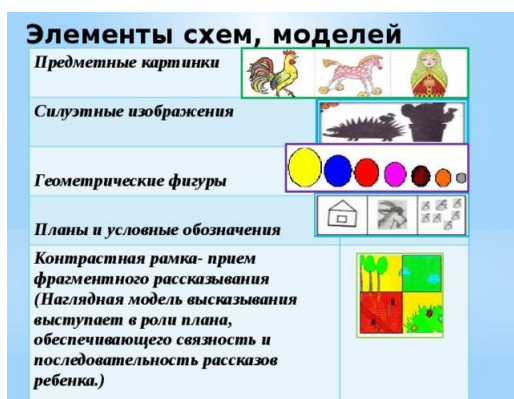 Элементы схем, моделей
Предметные картинки
Силуэтные изображения
Геометрические фигуры
Планы и условные обозначения
Контрастная рамка- прием
фрагментного рассказывания
(Наглядная модель высказывания
выступает в роли плана,
обеспечивающего связность и
последовательность рассказов
ребенка.)